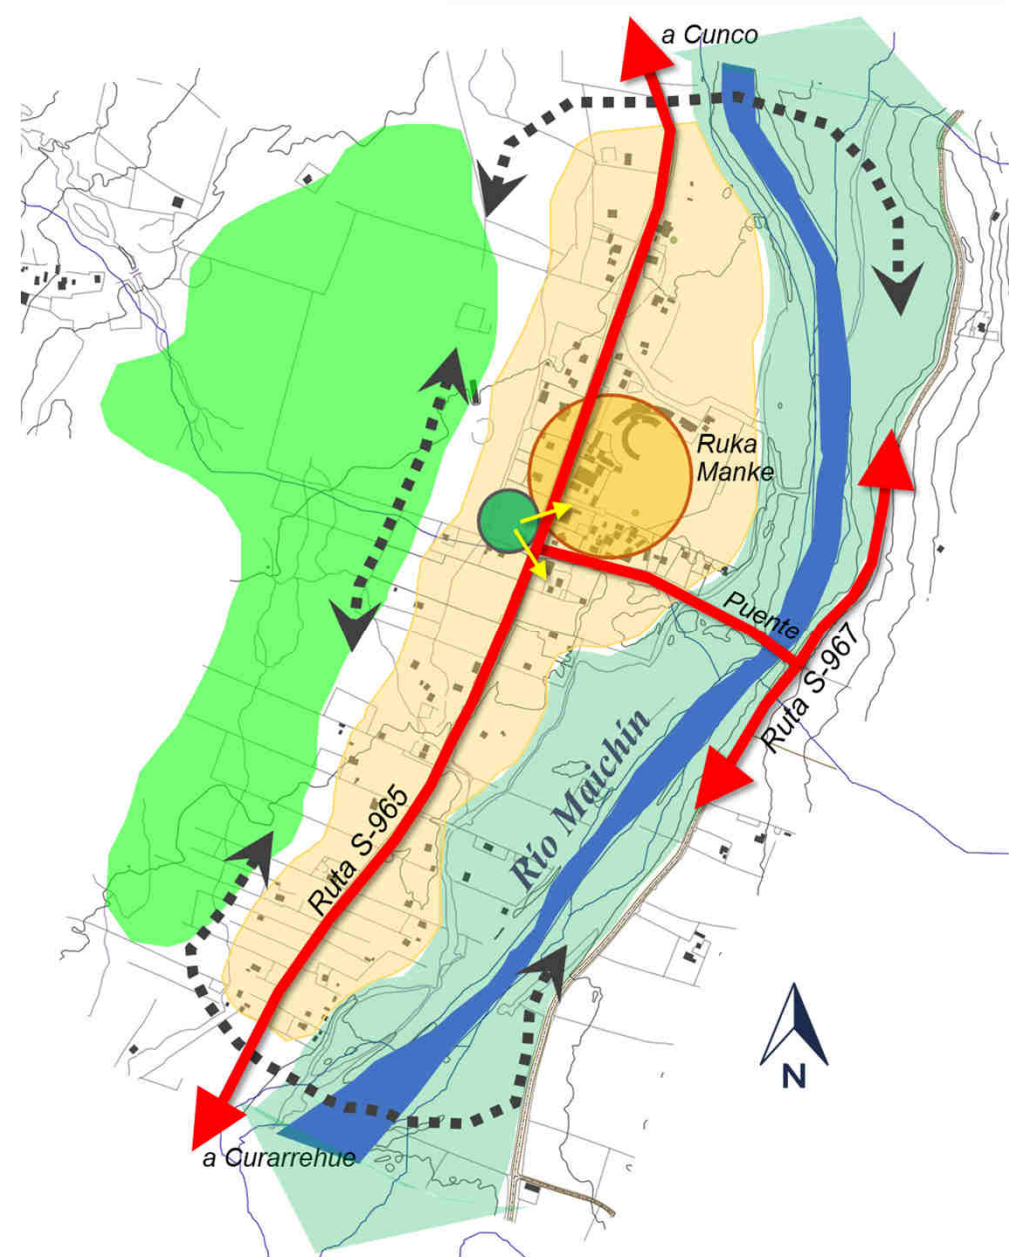 a Cunco
Ruka
Manke
Puente
Ruta S-967
Río Maichín
Ruta S-965
N
a Curarrehue